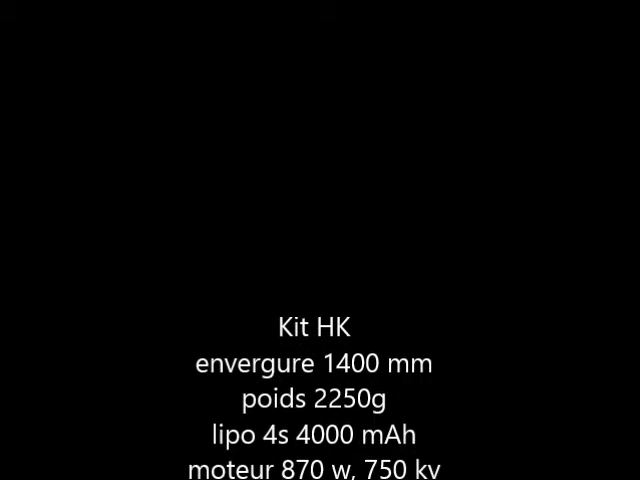 Kit HK
envergure 1400 mm
poids 2250g
lipo 4s 4000 mAh
moteur 870 w, 750 kv